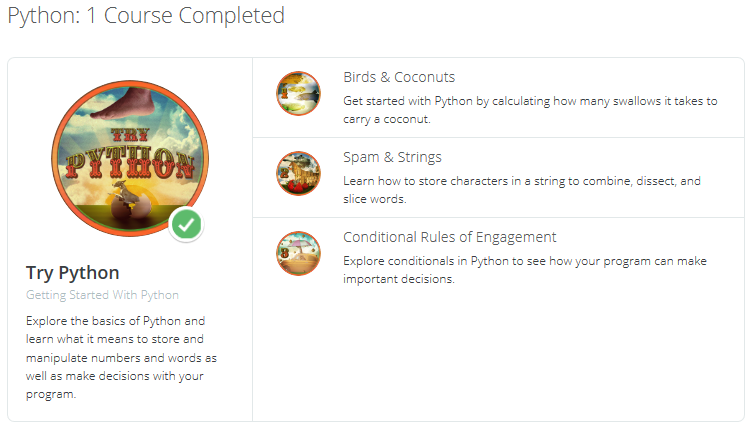 Python: 1 Course Completed
TRY
PYTHON
Try Python
Getting Started With Python
Explore the basics of Python and
learn what it means to store and
manipulate numbers and words as
well as make decisions with your
program.
1
Birds & Coconuts
Get started with Python by calculating how many swallows it takes to
carry a coconut.
2
Spam & Strings
Learn how to store characters in a string to combine, dissect, and
slice words.
3
Conditional Rules of Engagement
Explore conditionals in Python to see how your program can make
important decisions.